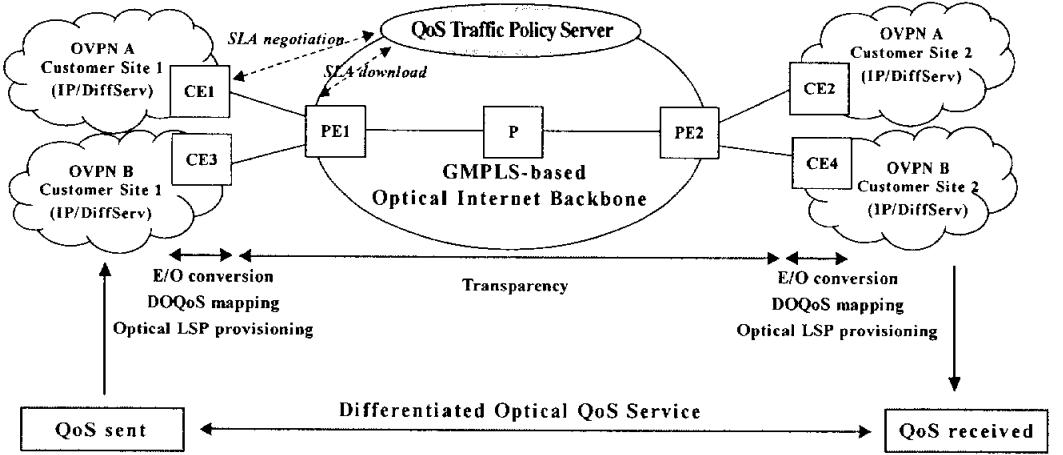 QoS Traffic Policy Server
OVPN A
Customer Site 1
(IP/DiffServ)
SLA negotiation
SLA download
CE1
OVPN A
Customer Site 2
(IP/DiffServ)
CE2
PE1
P
PE2
CE3
CE4
OVPN B
Customer Site 1
(IP/DiffServ)
GMPLS-based
Optical Internet Backbone
OVPN B
Customer Site 2
(IP/DiffServ)
E/O conversion
DOQoS mapping
Optical LSP provisioning
Transparency
E/O conversion
DOQoS mapping
Optical LSP provisioning
QoS sent
Differentiated Optical QoS Service
QoS received